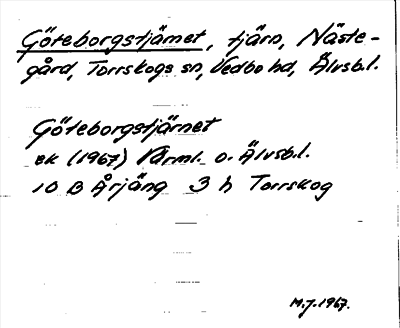 Göteborgstjärnet, tjärn, Näste-
gård, Torrskogs sn, Vedbo hd, Älvsb.l.
Göteborgstjärnet
ek (1967) Värml. o. Älvsb.l.
10 B Årjäng 3 h Torrskog
M.J. 1967.